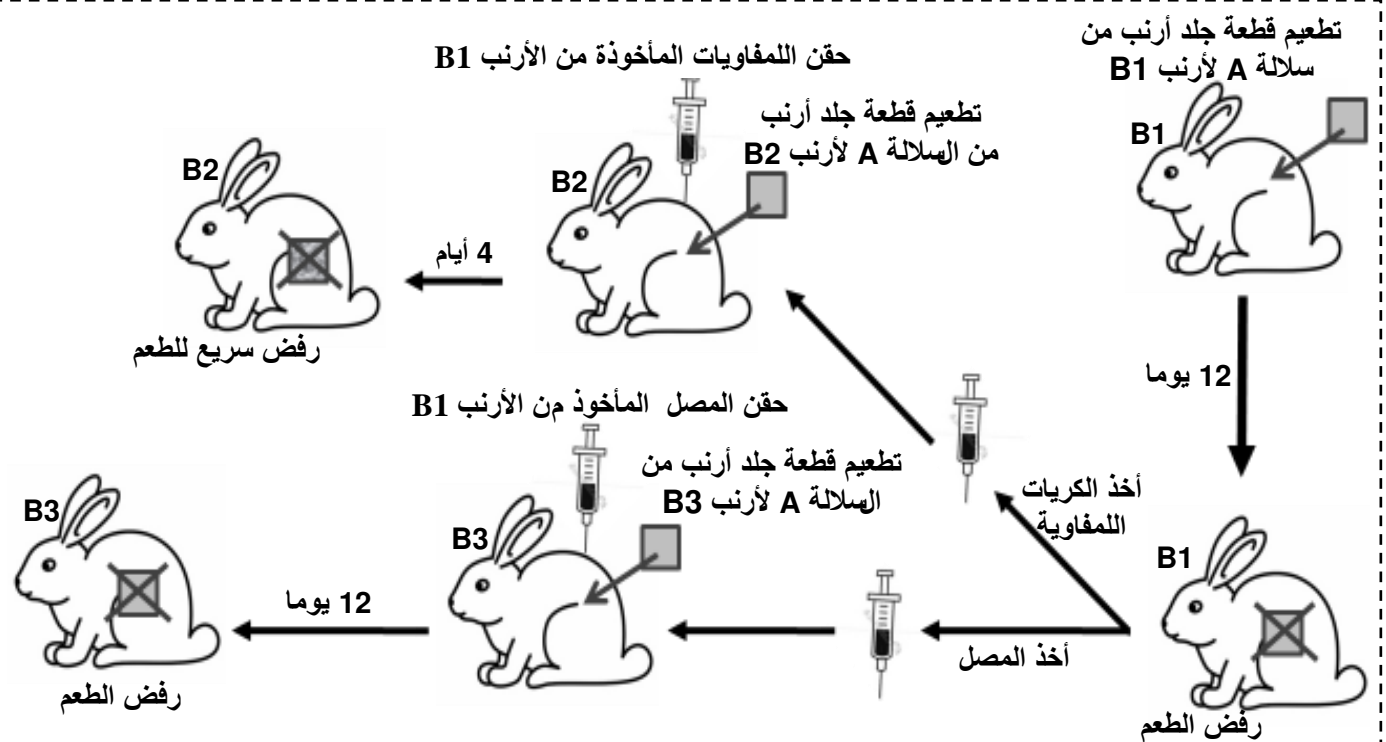 تطعيم قطعة جلد أرنب من
سلالة A لأرنب B1
B1
12 يوما
B1
رفض الطعم
أخذ الكريات
اللمفاوية
أخذ المصل
حقن اللمفاويات المأخوذة من الأرنب B1
تطعيم قطعة جلد أرنب
من السلالة A لأرنب B2
B2
4 أيام
B2
رفض سريع للطعم
حقن المصل المأخوذ من الأرنب B1
تطعيم قطعة جلد أرنب من
السلالة A لأرنب B3
B3
12 يوما
B3
رفض الطعم